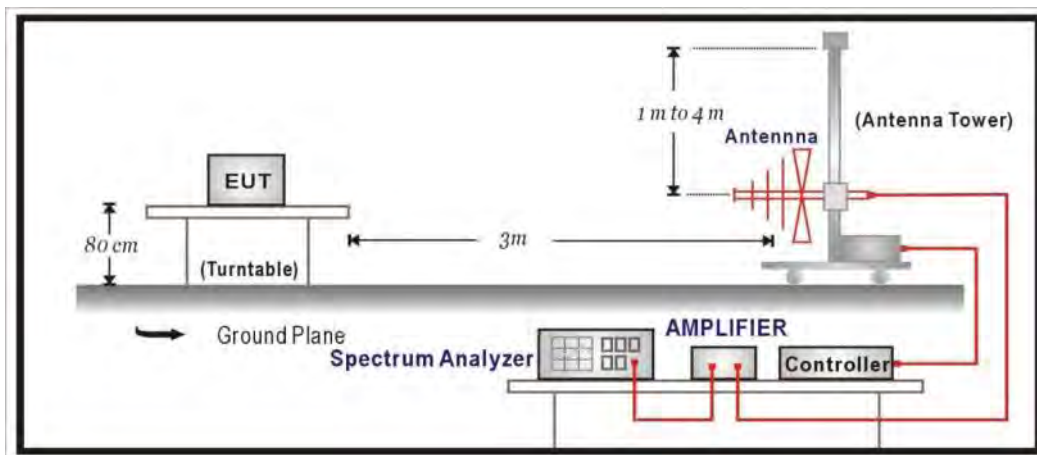 1 m to 4 m
(Antenna Tower)
Antennna
EUT
80 cm
3m
(Turntable)
Ground Plane
AMPLIFIER
Spectrum Analyzer
Controller